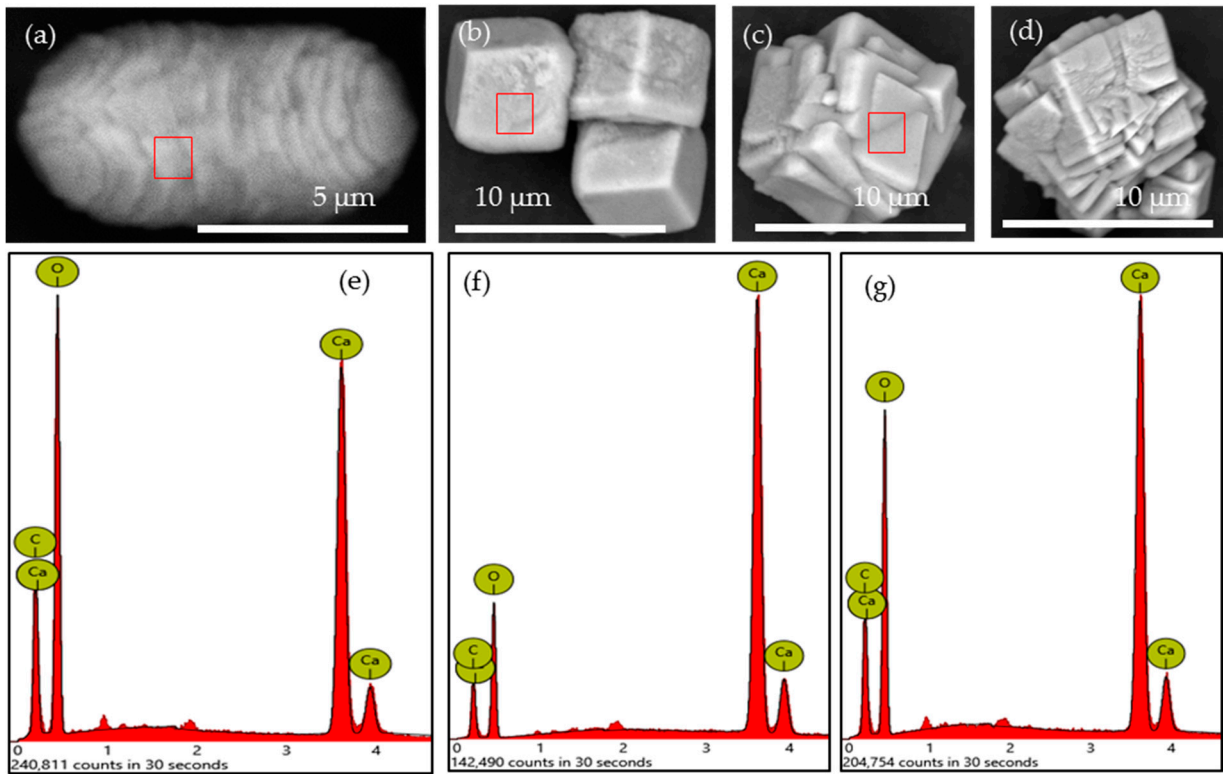 (a)
5 µm
(b)
10 µm
(c)
10 µm
(d)
10 µm
(e)
O
Ca
C
Ca
Ca
0 1 2 3 4
240,811 counts in 30 seconds
(f)
Ca
O
C
Ca
0 1 2 3 4
142,490 counts in 30 seconds
(g)
Ca
O
C
Ca
Ca
0 1 2 3 4
204,754 counts in 30 seconds